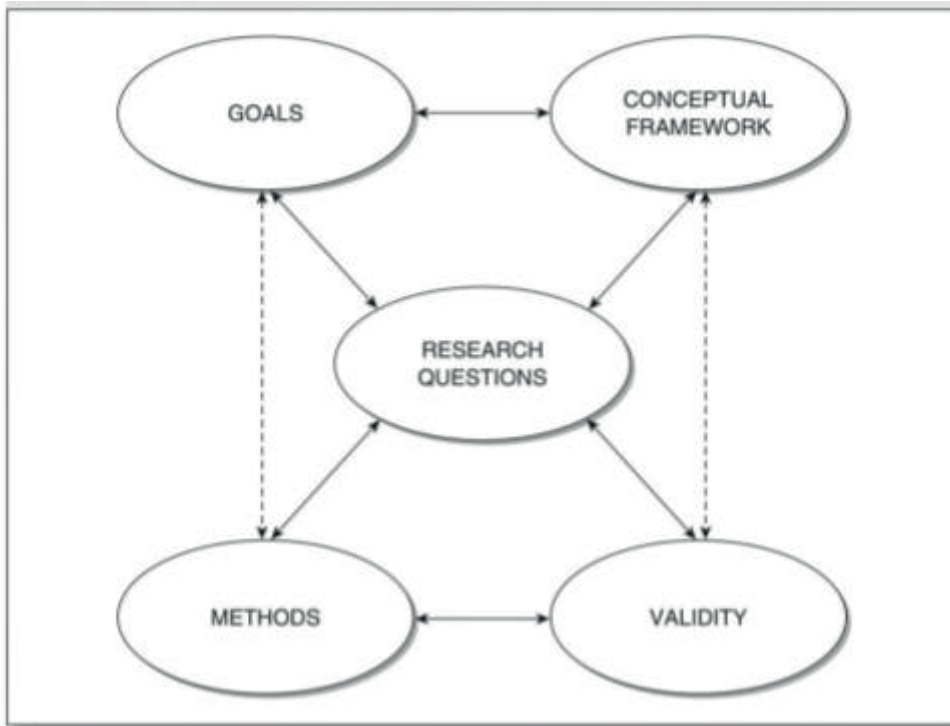 GOALS
CONCEPTUAL
FRAMEWORK
RESEARCH
QUESTIONS
METHODS
VALIDITY